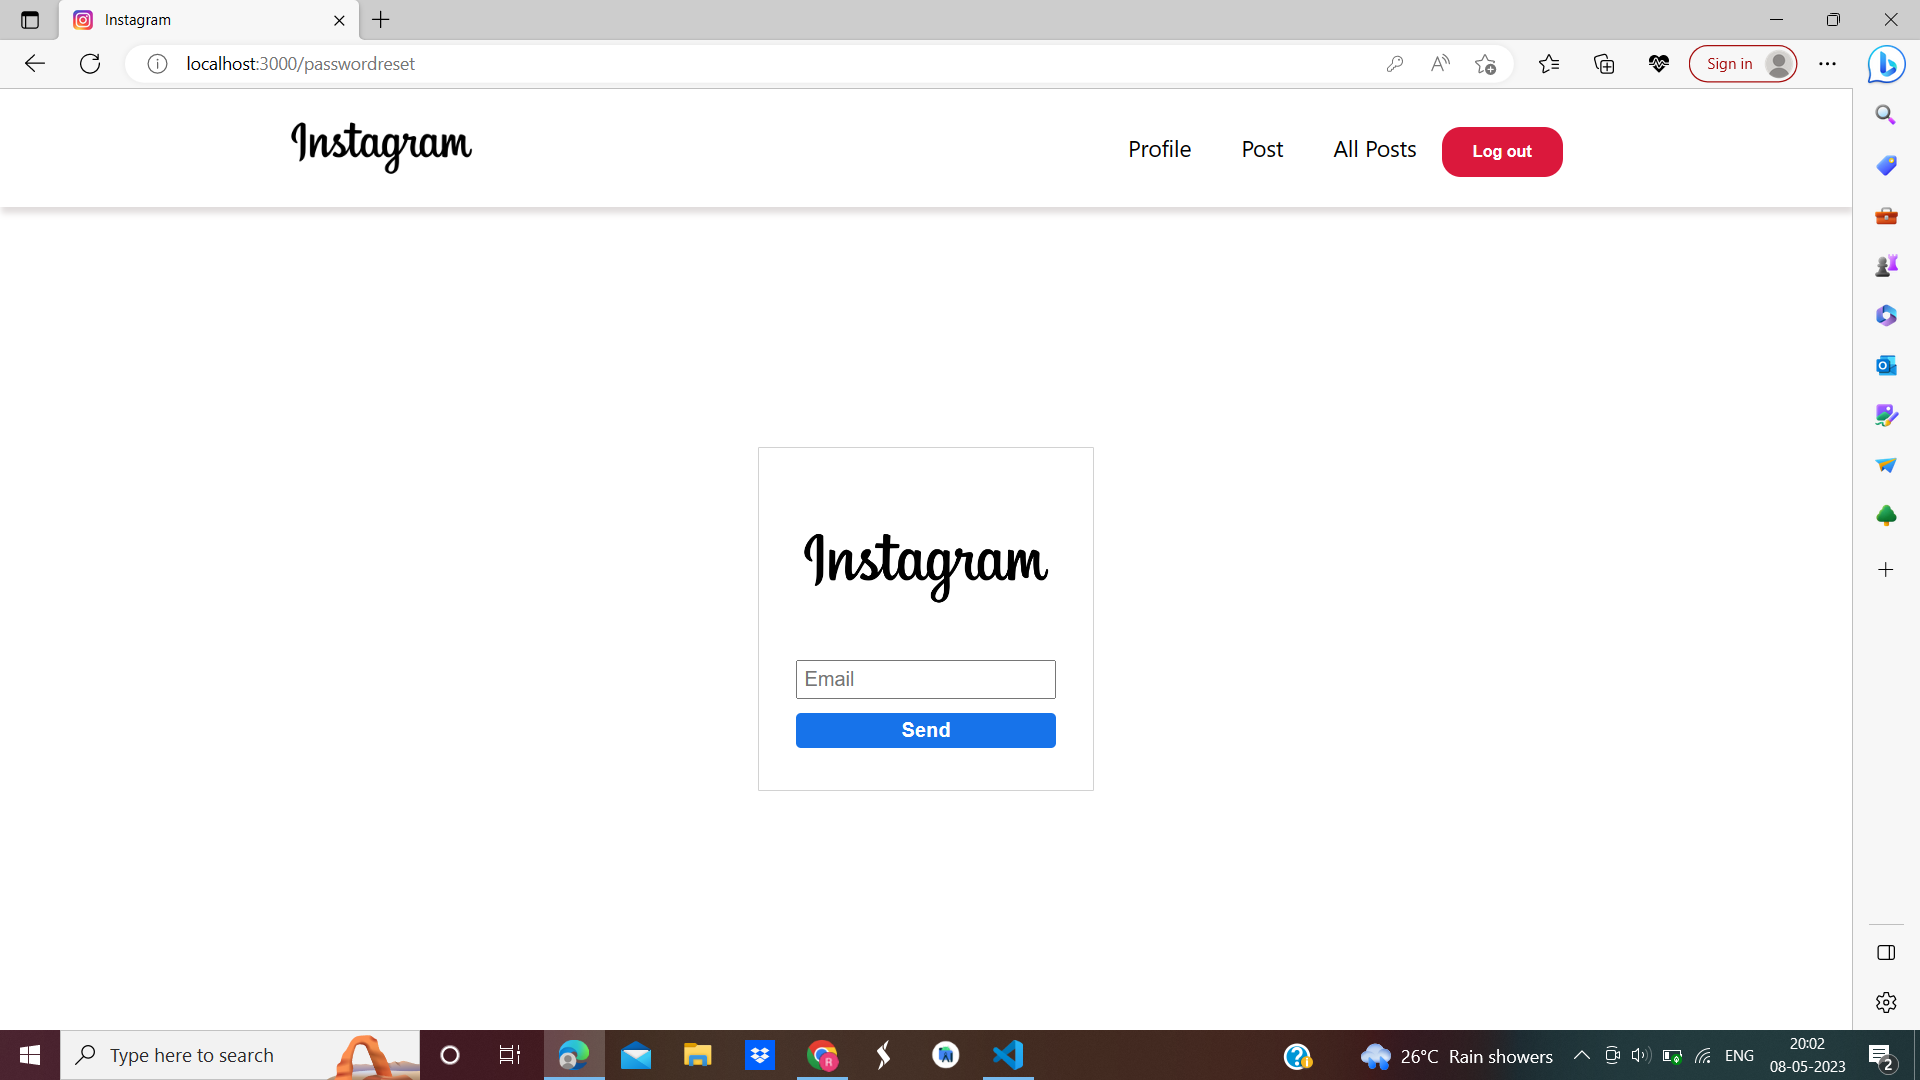 Instagram
localhost:3000/passwordreset
Sign in
Instagram
Profile
Post
All Posts
Log out
Instagram
Email
Send
Type here to search
26°C Rain showers
ENG
20:02
08-05-2023
2